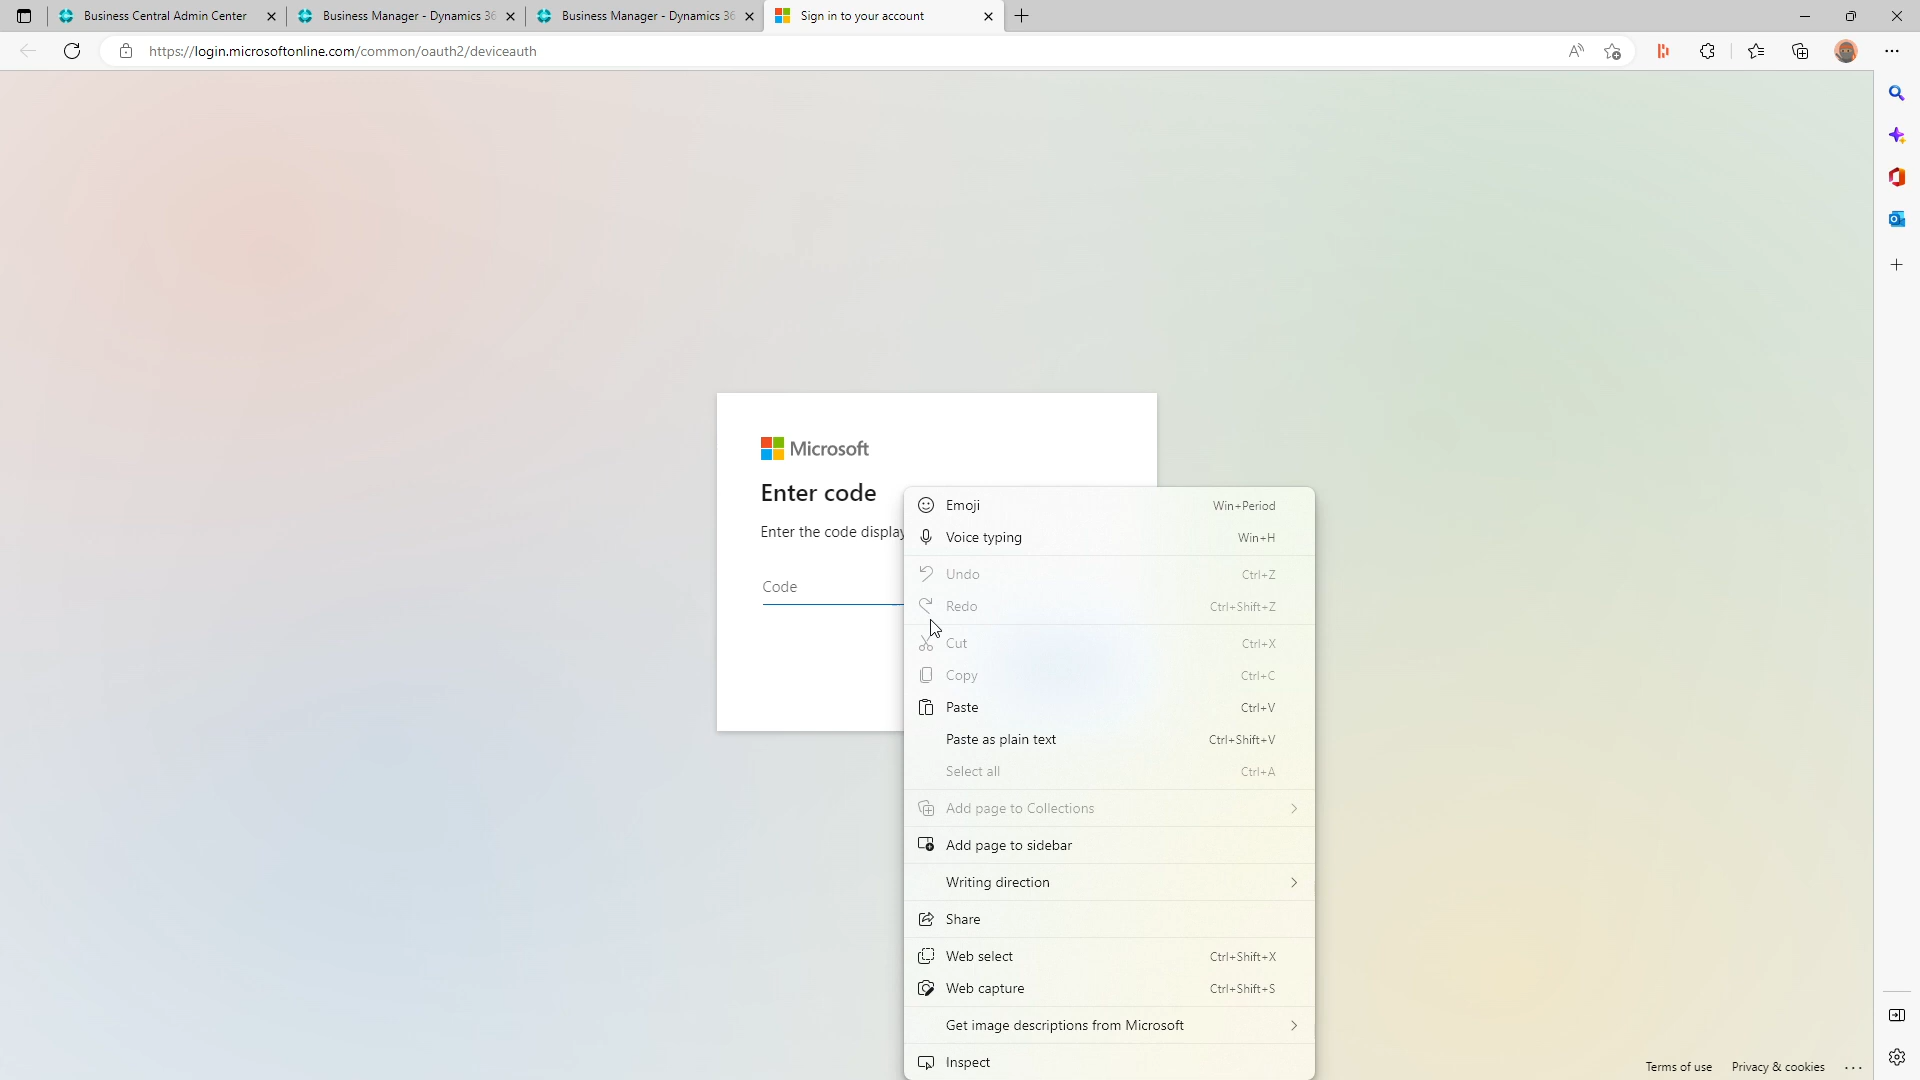 Business Central Admin Center
Business Manager - Dynamics 36
Business Manager - Dynamics 36
Sign in to your account
https://login.microsoftonline.com/common/oauth2/deviceauth
Microsoft
Enter code
Enter the code display
Code
Emoji Win+Period
Voice typing Win+H
Undo Ctrl+Z
Redo Ctrl+Shift+Z
Cut Ctrl+X
Copy Ctrl+C
Paste Ctrl+V
Paste as plain text Ctrl+Shift+V
Select all Ctrl+A
Add page to Collections
Add page to sidebar
Writing direction
Share
Web select Ctrl+Shift+X
Web capture Ctrl+Shift+S
Get image descriptions from Microsoft
Inspect
Terms of use Privacy & cookies ...